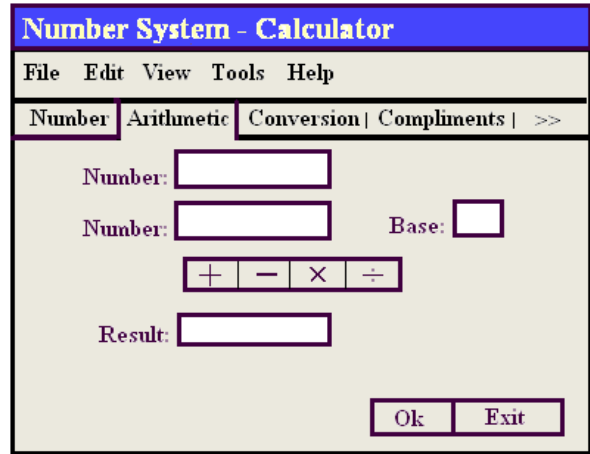 Number System - Calculator
File Edit View Tools Help
Number Arithmetic Conversion | Compliments | >>
Number:
Number: Base:
+ − × ÷
Result:
Ok Exit